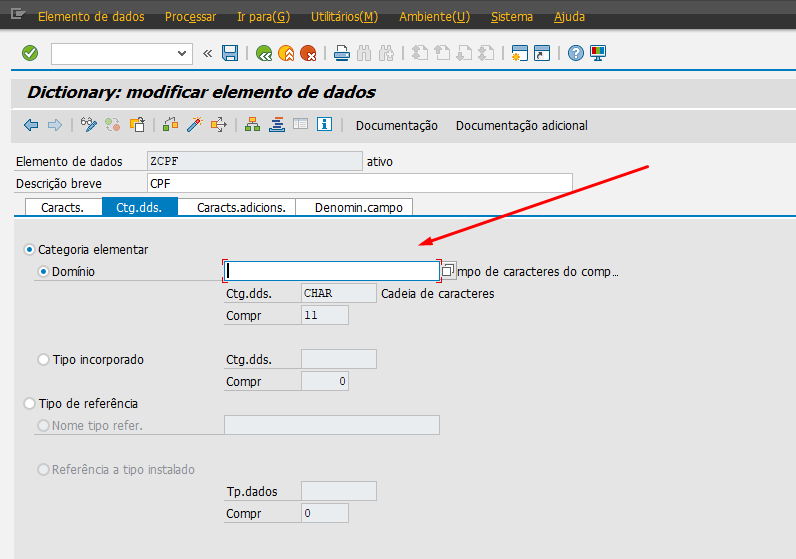 Elemento de dados Processar Ir para(G) Utilitários(M) Ambiente(U) Sistema Ajuda
«
Dictionary: modificar elemento de dados
Documentação Documentação adicional
Elemento de dados ZCPF ativo
Descrição breve CPF
Caracts. Ctg.dds. Caracts.adicions. Denomin.campo
Categoria elementar
Domínio mpo de caracteres do comp...
Ctg.dds. CHAR Cadeia de caracteres
Compr 11
Tipo incorporado Ctg.dds.
Compr 0
Tipo de referência
Nome tipo refer.
Referência a tipo instalado
Tp.dados
Compr 0